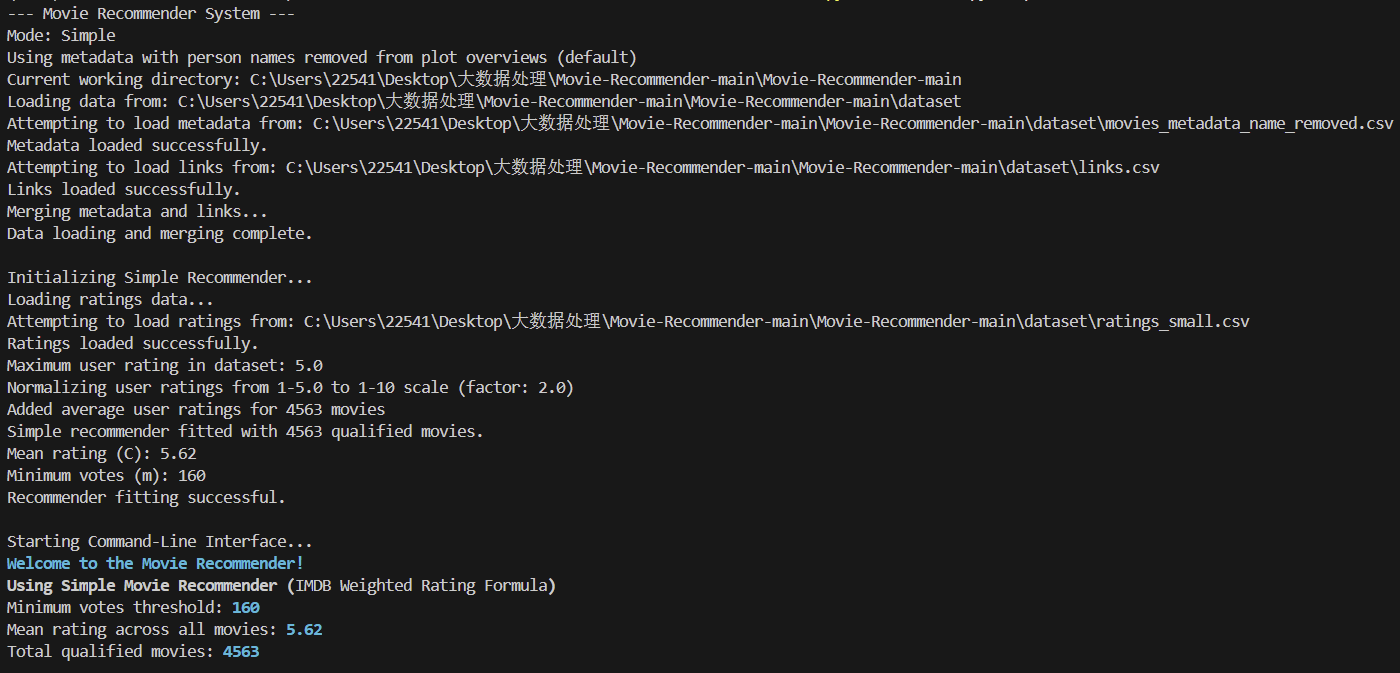 --- Movie Recommender System ---
Mode: Simple
Using metadata with person names removed from plot overviews (default)
Current working directory: C:\Users\22541\Desktop\大数据处理\Movie-Recommender-main\Movie-Recommender-main
Loading data from: C:\Users\22541\Desktop\大数据处理\Movie-Recommender-main\Movie-Recommender-main\dataset
Attempting to load metadata from: C:\Users\22541\Desktop\大数据处理\Movie-Recommender-main\Movie-Recommender-main\dataset\movies_metadata_name_removed.csv
Metadata loaded successfully.
Attempting to load links from: C:\Users\22541\Desktop\大数据处理\Movie-Recommender-main\Movie-Recommender-main\dataset\links.csv
Links loaded successfully.
Merging metadata and links...
Data loading and merging complete.
Initializing Simple Recommender...
Loading ratings data...
Attempting to load ratings from: C:\Users\22541\Desktop\大数据处理\Movie-Recommender-main\Movie-Recommender-main\dataset\ratings_small.csv
Ratings loaded successfully.
Maximum user rating in dataset: 5.0
Normalizing user ratings from 1-5.0 to 1-10 scale (factor: 2.0)
Added average user ratings for 4563 movies
Simple recommender fitted with 4563 qualified movies.
Mean rating (C): 5.62
Minimum votes (m): 160
Recommender fitting successful.
Starting Command-Line Interface...
Welcome to the Movie Recommender!
Using Simple Movie Recommender (IMDB Weighted Rating Formula)
Minimum votes threshold: 160
Mean rating across all movies: 5.62
Total qualified movies: 4563